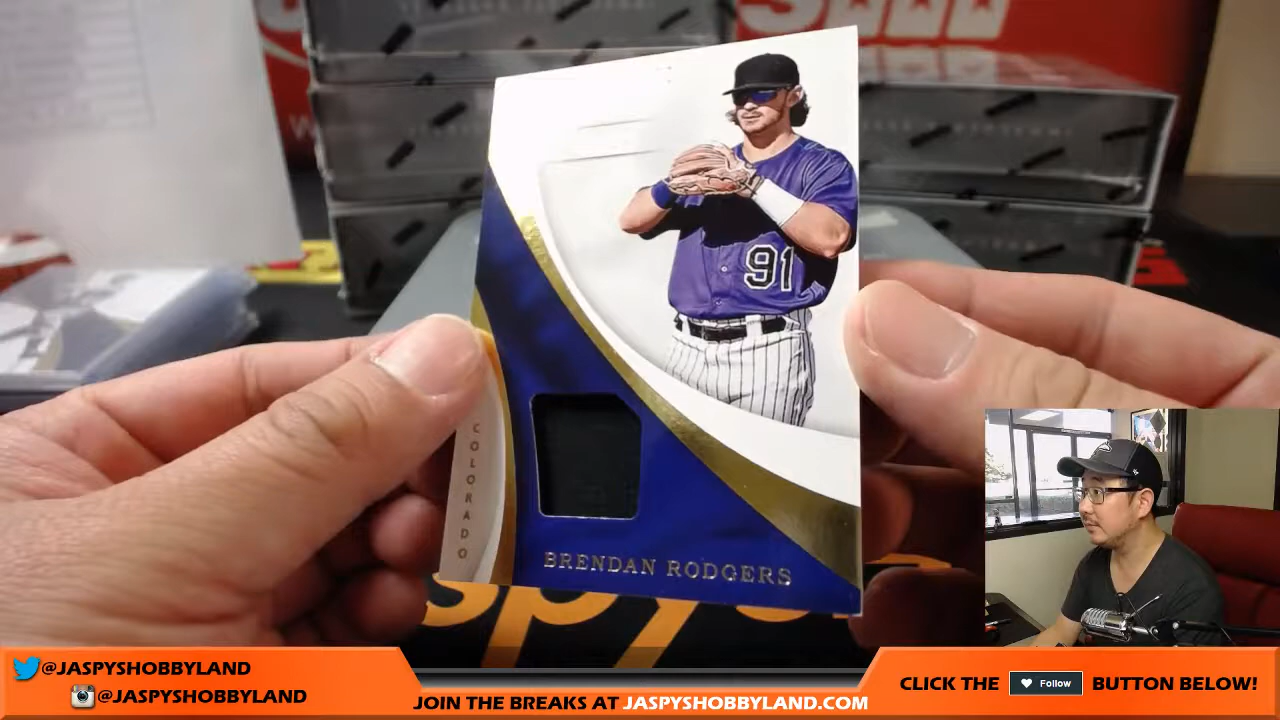 91
COLORADO
BRENDAN RODGERS
@JASPYSHOBBYLAND
@JASPYSHOBBYLAND
JOIN THE BREAKS AT JASPYSHOBBYLAND.COM
CLICK THE Follow BUTTON BELOW!